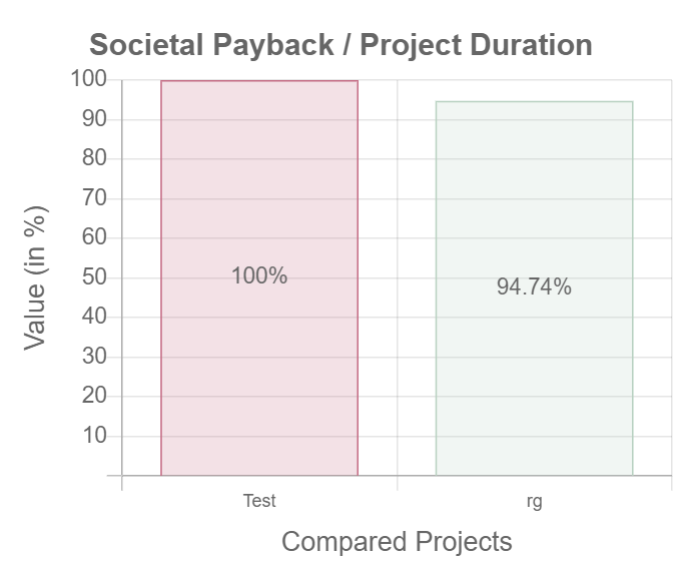 Societal Payback / Project Duration
Value (in %)
100
90
80
70
60
50
40
30
20
10
100%
94.74%
Test
rg
Compared Projects